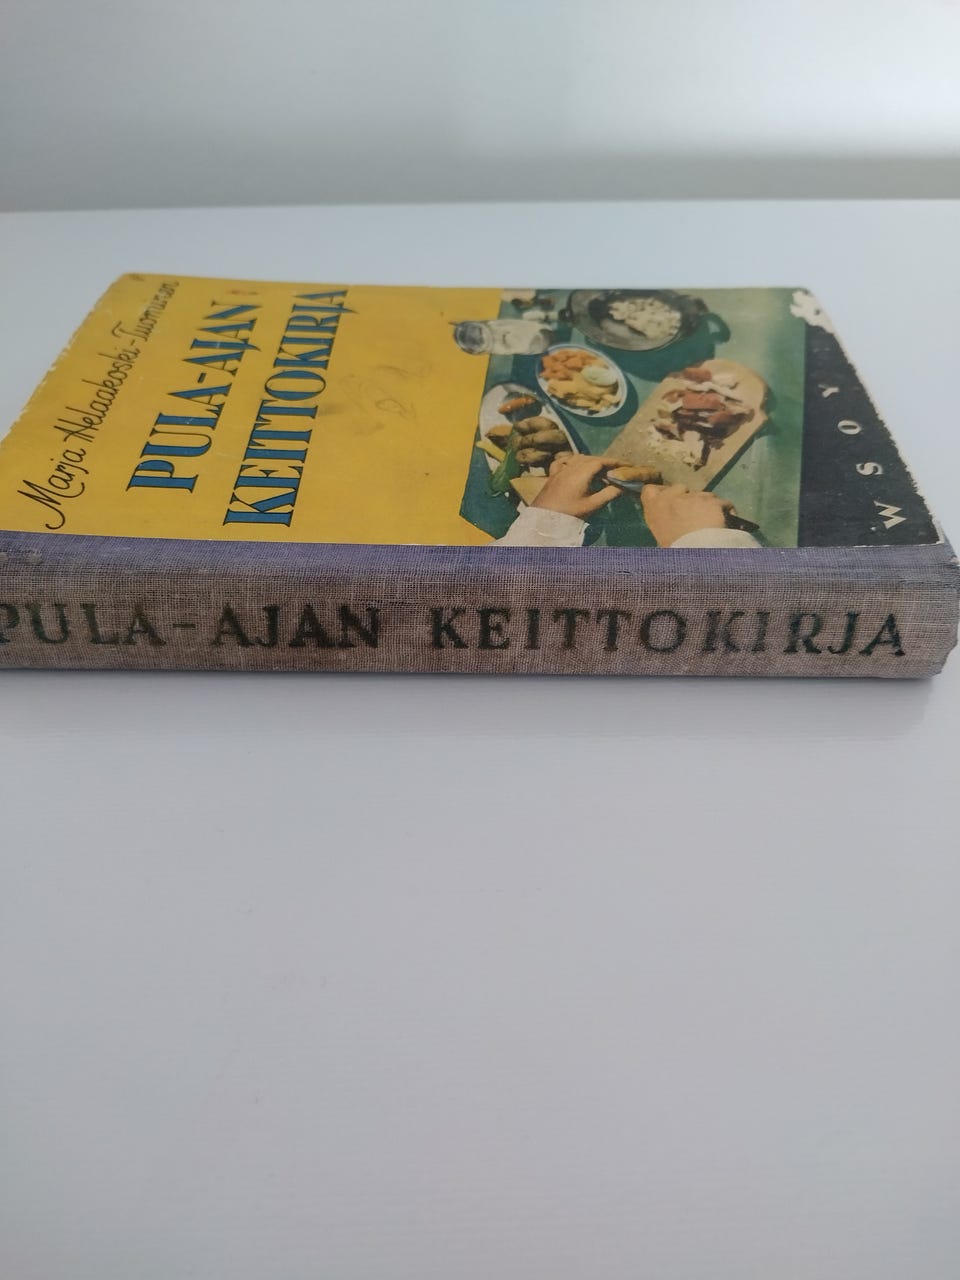 Marja Helaakoski-Tuominen
PULA-AJAN
KEITTOKIRJA
WSOY
PULA-AJAN KEITTOKIRJA